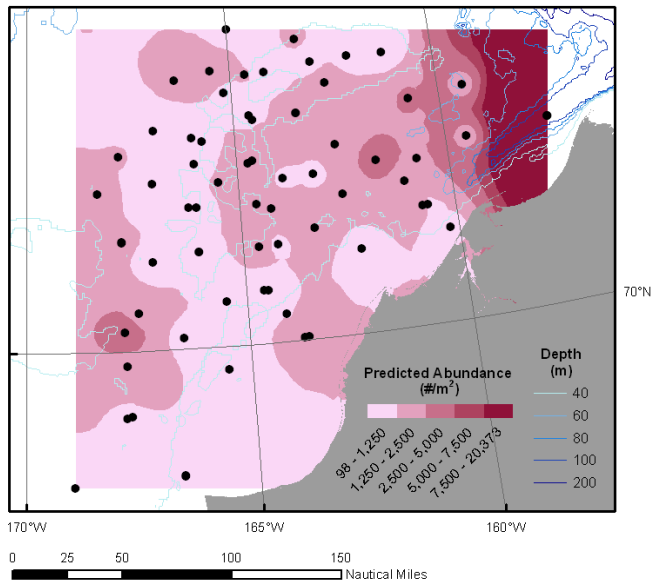 70°N
Predicted Abundance
(#/m²)
98 - 1,250
1,250 - 2,500
2,500 - 5,000
5,000 - 7,500
7,500 - 20,373
Depth
(m)
40
60
80
100
200
170°W
165°W
160°W
0 25 50 100 150
Nautical Miles